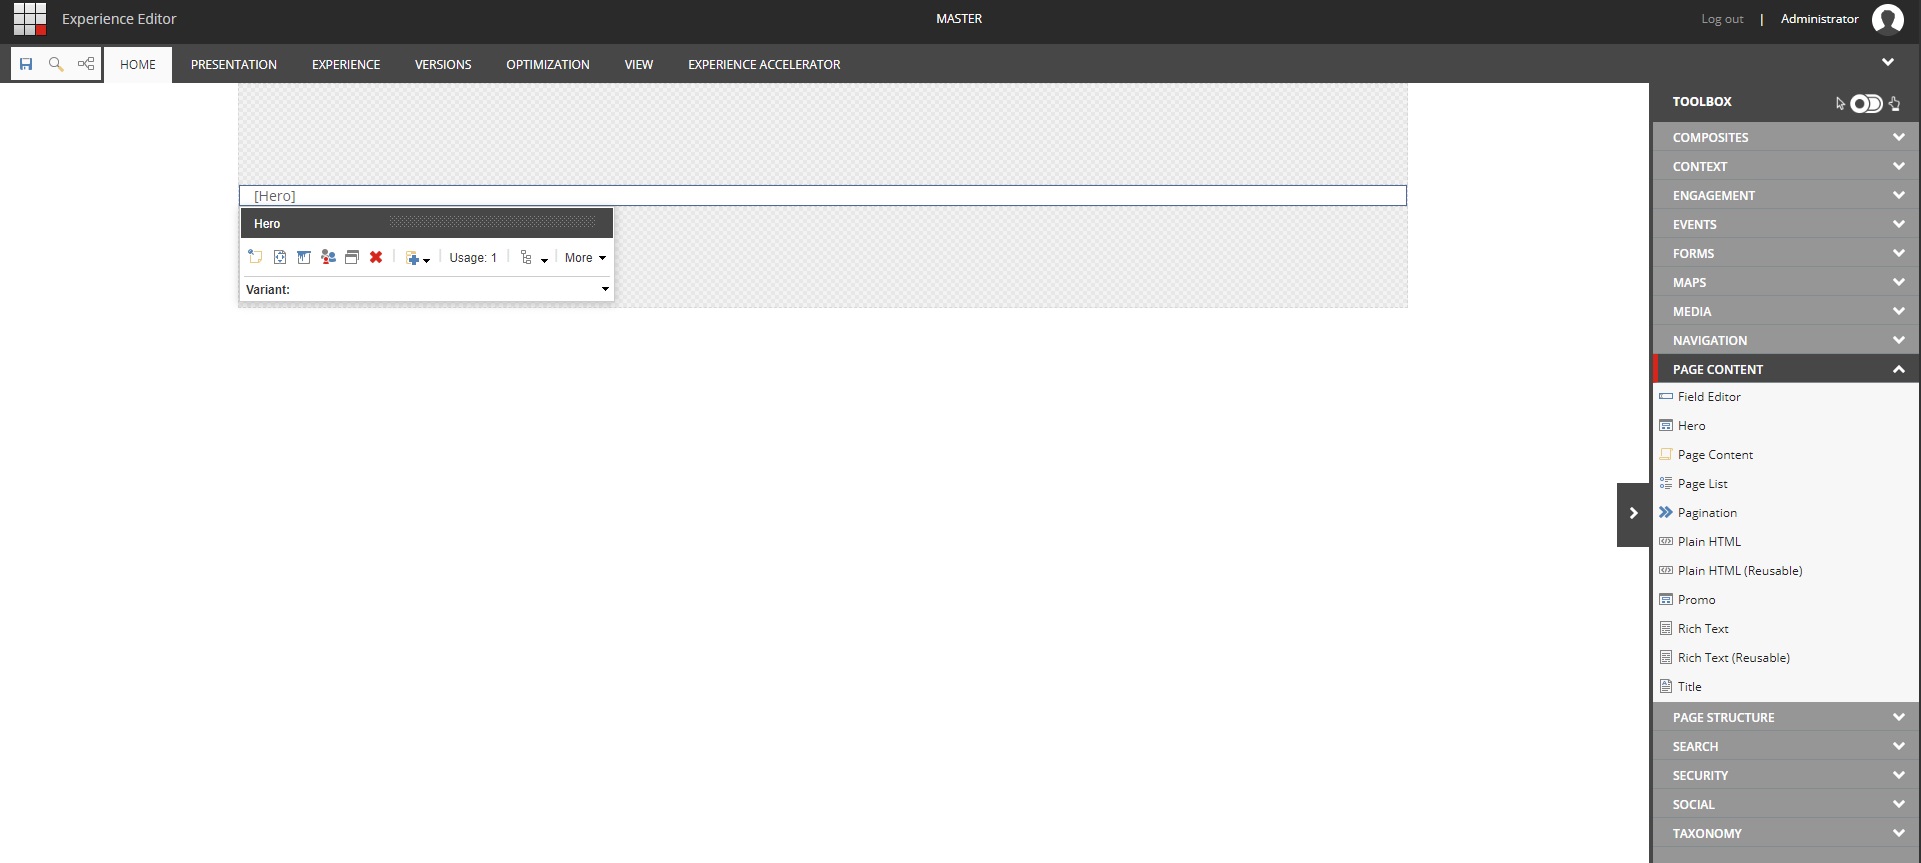 Experience Editor
MASTER
Log out | Administrator
HOME
PRESENTATION
EXPERIENCE
VERSIONS
OPTIMIZATION
VIEW
EXPERIENCE ACCELERATOR
[Hero]
Hero
Usage: 1
More
Variant:
TOOLBOX
COMPOSITES
CONTEXT
ENGAGEMENT
EVENTS
FORMS
MAPS
MEDIA
NAVIGATION
PAGE CONTENT
Field Editor
Hero
Page Content
Page List
Pagination
Plain HTML
Plain HTML (Reusable)
Promo
Rich Text
Rich Text (Reusable)
Title
PAGE STRUCTURE
SEARCH
SECURITY
SOCIAL
TAXONOMY